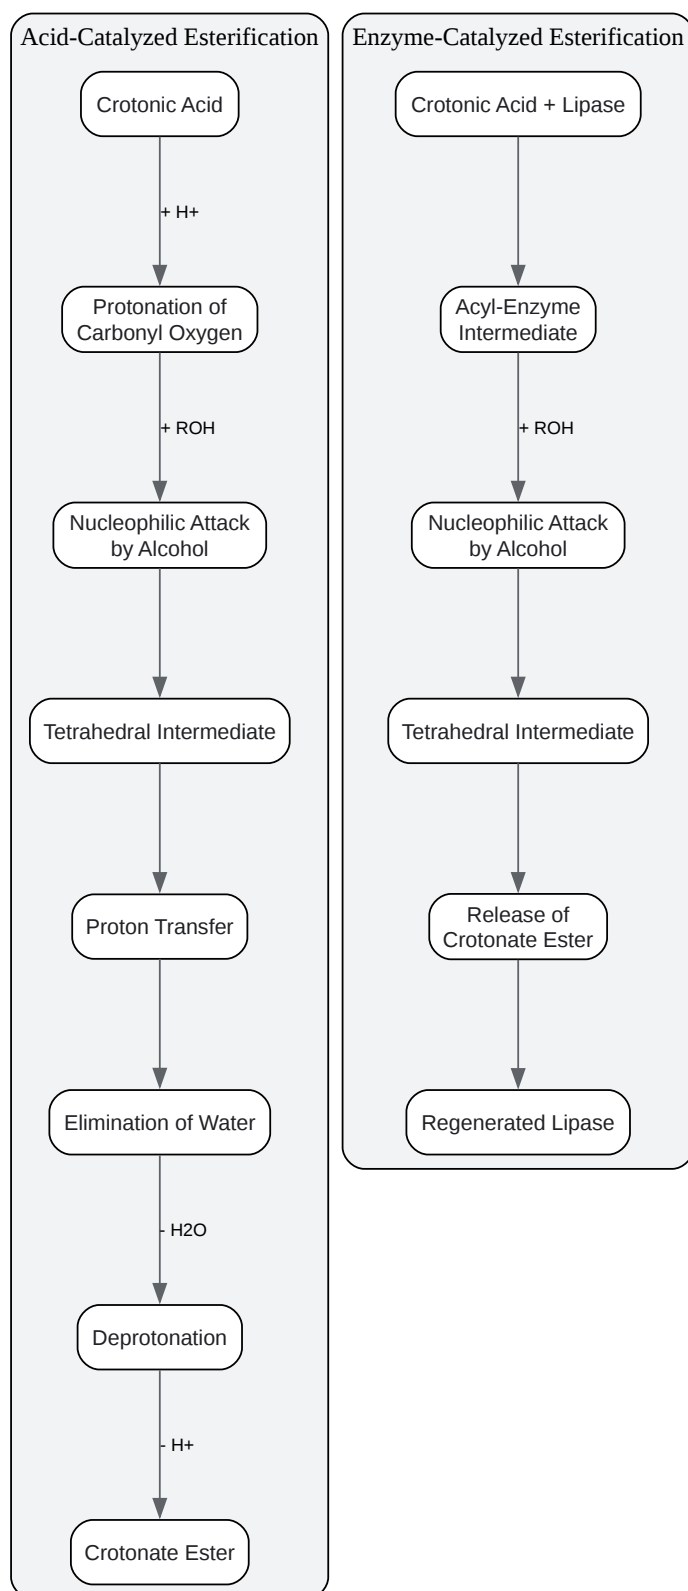 Acid-Catalyzed Esterification
Crotonic Acid
+ H+
Protonation of
Carbonyl Oxygen
+ ROH
Nucleophilic Attack
by Alcohol
Tetrahedral Intermediate
Proton Transfer
Elimination of Water
- H2O
Deprotonation
- H+
Crotonate Ester
Enzyme-Catalyzed Esterification
Crotonic Acid + Lipase
Acyl-Enzyme
Intermediate
+ ROH
Nucleophilic Attack
by Alcohol
Tetrahedral Intermediate
Release of
Crotonate Ester
Regenerated Lipase